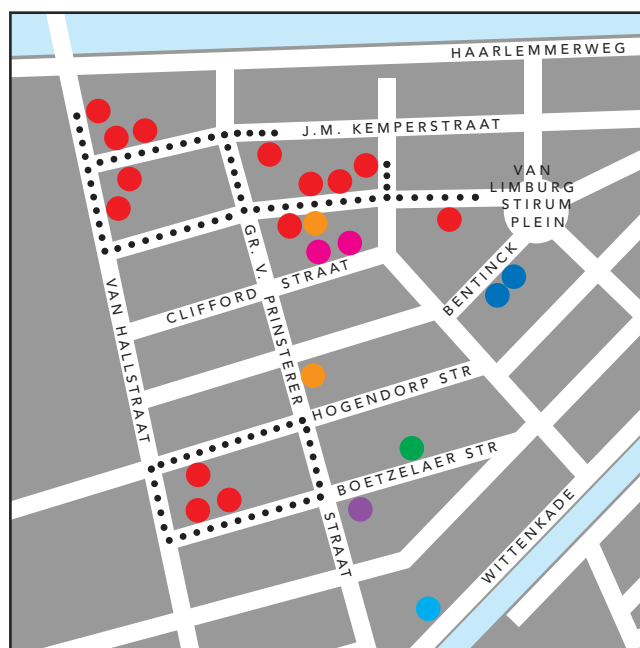 HAARLEMMERWEG
J.M. KEMPERSTRAAT
VAN
LIMBURG
STIRUM
PLEIN
GR. V. PRINSTERER STRAAT
BENTINCK
CLIFFORD STRAAT
VAN HALLSTRAAT
HOGENDORP STR
BOETZELAER STR
WITTENKADE